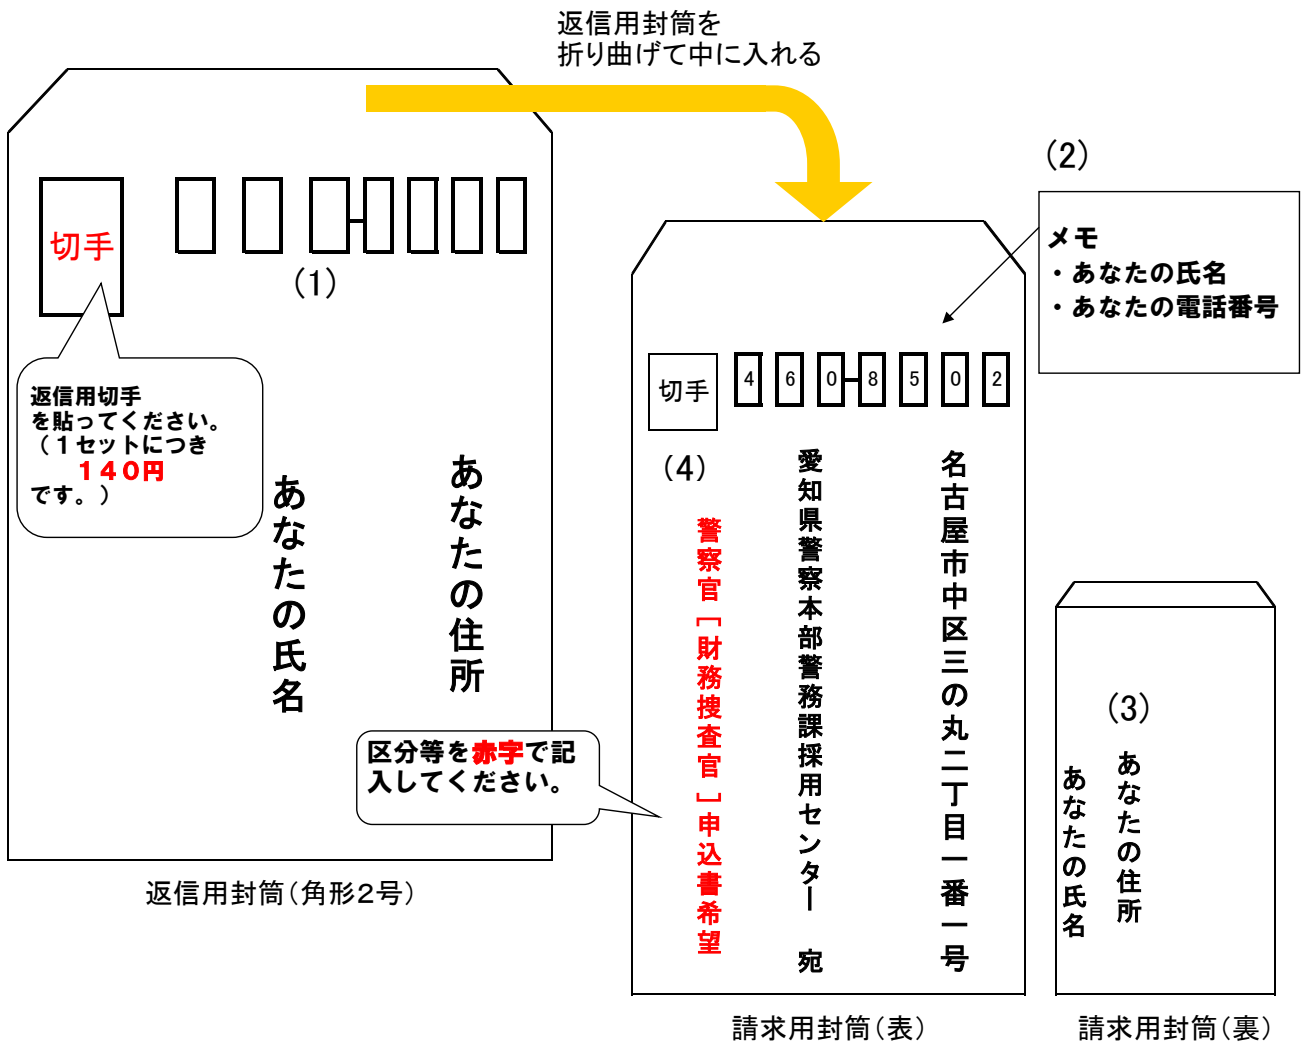 返信用封筒を
折り曲げて中に入れる
切手
(1)
返信用切手
を貼ってください。
(1セットにつき
140円
です。)
あなたの住所
あなたの氏名
返信用封筒(角形2号)
(2)
メモ
・あなたの氏名
・あなたの電話番号
切手
460-8502
(4)
名古屋市中区三の丸二丁目一番一号
愛知県警察本部警務課採用センター 宛
警察官[財務捜査官]申込書希望
区分等を赤字で記
入してください。
請求用封筒(表)
(3)
あなたの住所
あなたの氏名
請求用封筒(裏)